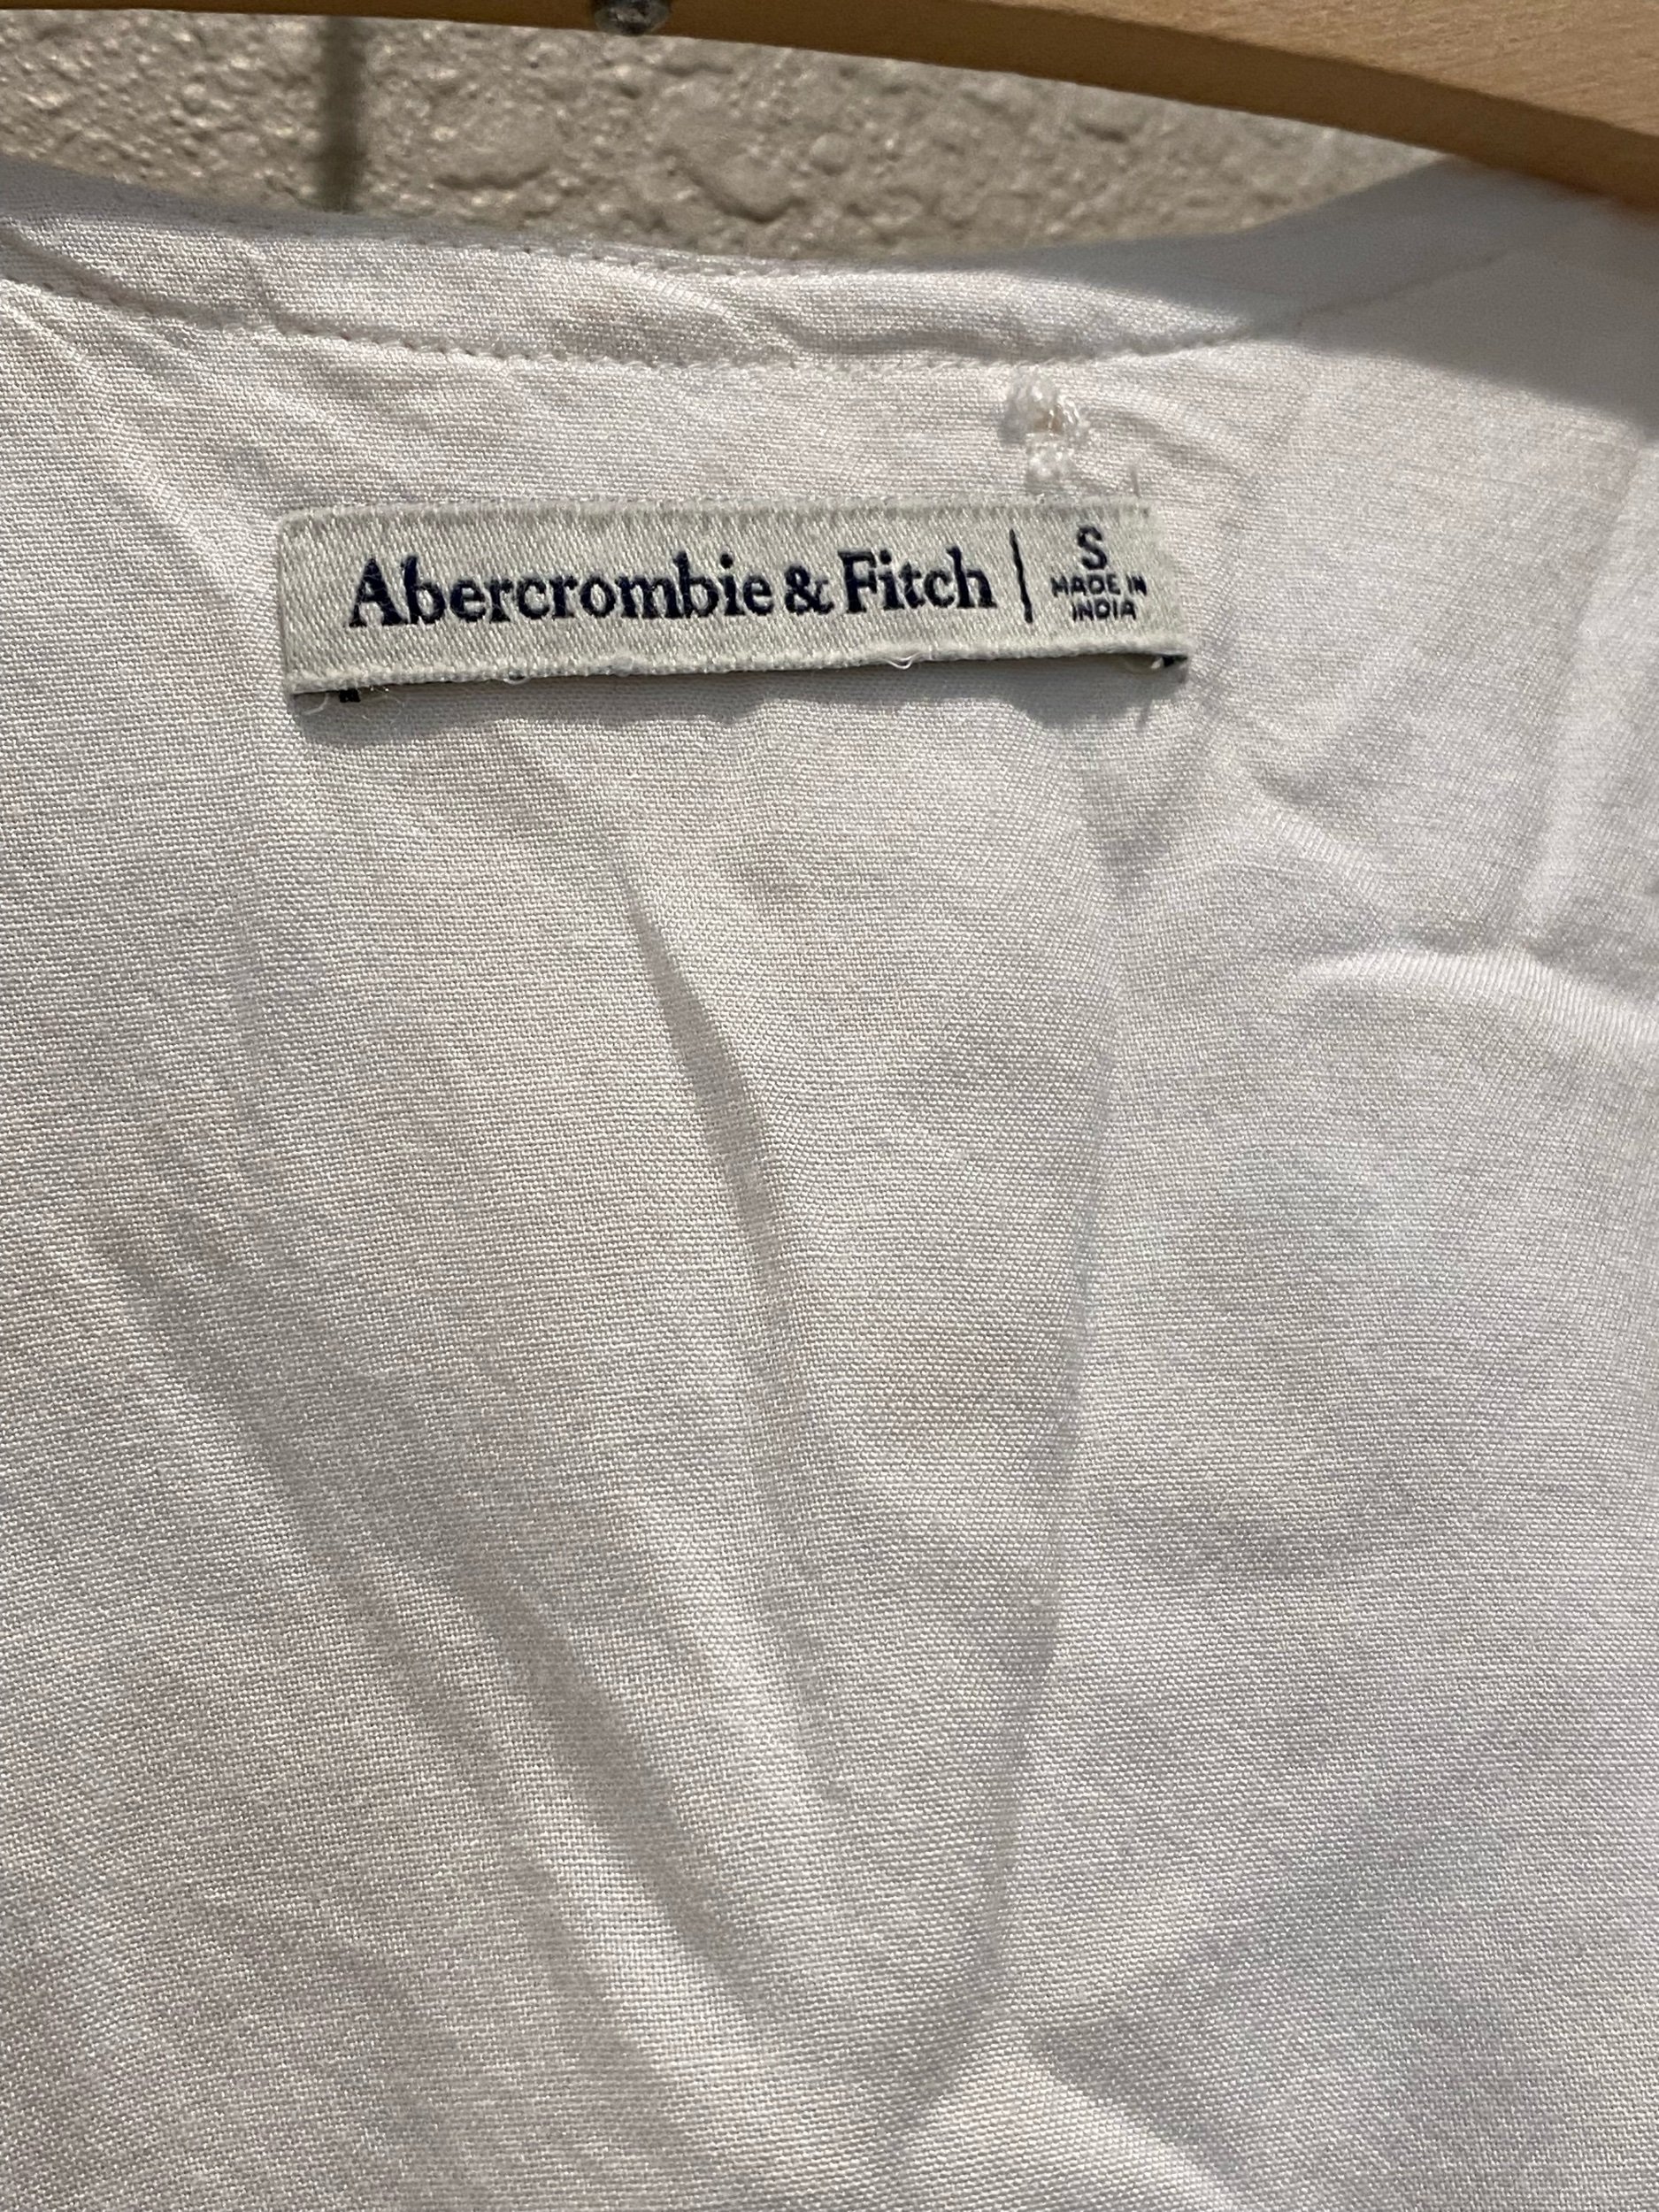 Abercrombie & Fitch | S
MADE IN
INDIA